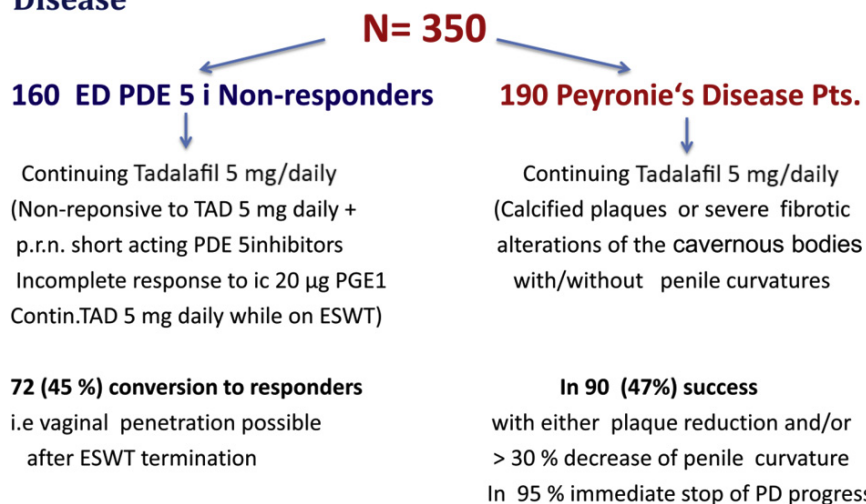 Disease
N= 350
160 ED PDE 5 i Non-responders
Continuing Tadalafil 5 mg/daily
(Non-reponsive to TAD 5 mg daily +
p.r.n. short acting PDE 5inhibitors
Incomplete response to ic 20 µg PGE1
Contin.TAD 5 mg daily while on ESWT)
72 (45 %) conversion to responders
i.e vaginal penetration possible
after ESWT termination
190 Peyronie‘s Disease Pts.
Continuing Tadalafil 5 mg/daily
(Calcified plaques or severe fibrotic
alterations of the cavernous bodies
with/without penile curvatures
In 90 (47%) success
with either plaque reduction and/or
> 30 % decrease of penile curvature
In 95 % immediate stop of PD progress